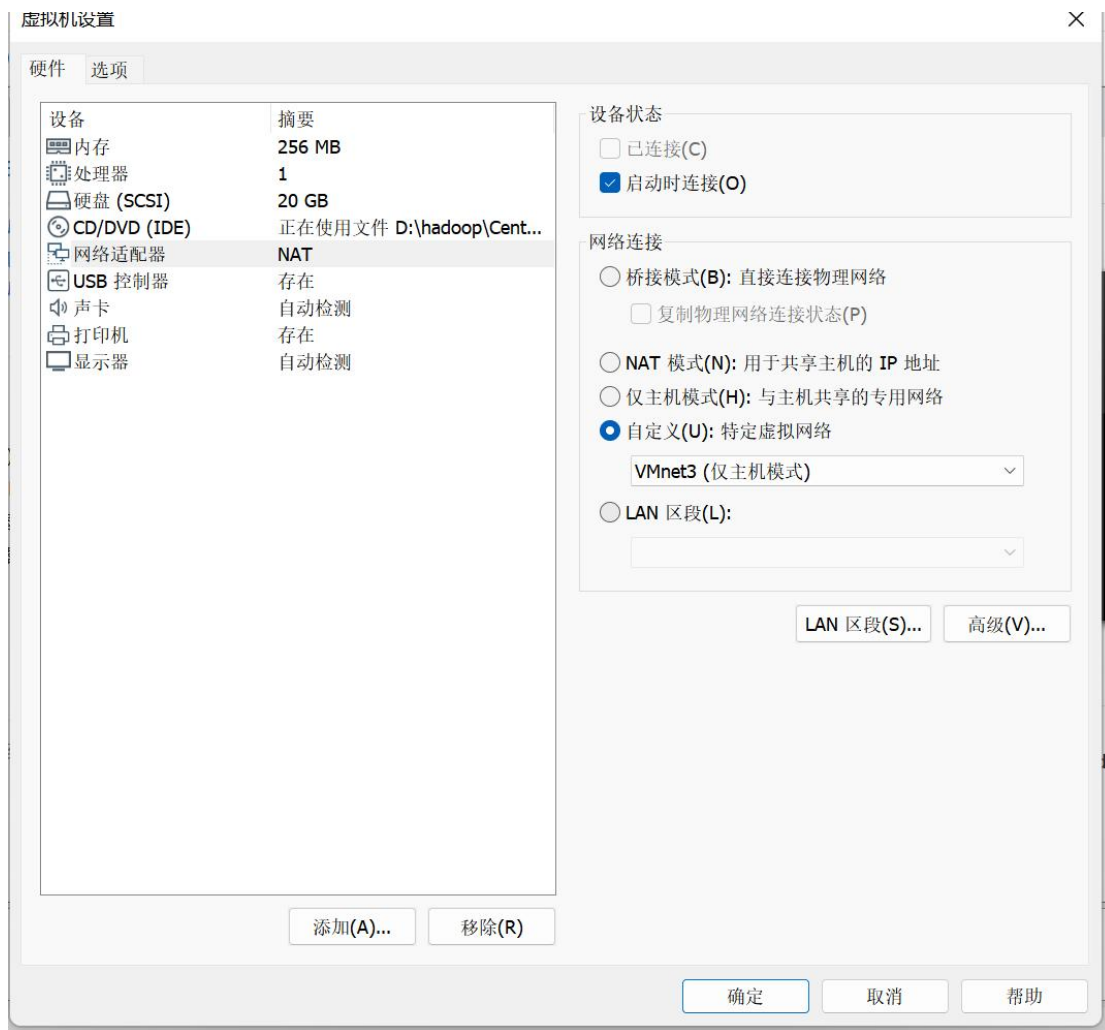 虚拟机设置
硬件 选项
设备 摘要
内存 256 MB
处理器 1
硬盘 (SCSI) 20 GB
CD/DVD (IDE) 正在使用文件 D:\hadoop\Cent...
网络适配器 NAT
USB 控制器 存在
声卡 自动检测
打印机 存在
显示器 自动检测
添加(A)... 移除(R)
设备状态
已连接(C)
启动时连接(O)
网络连接
桥接模式(B): 直接连接物理网络
复制物理网络连接状态(P)
NAT 模式(N): 用于共享主机的 IP 地址
仅主机模式(H): 与主机共享的专用网络
自定义(U): 特定虚拟网络
VMnet3 (仅主机模式)
LAN 区段(L):
LAN 区段(S)... 高级(V)...
确定 取消 帮助